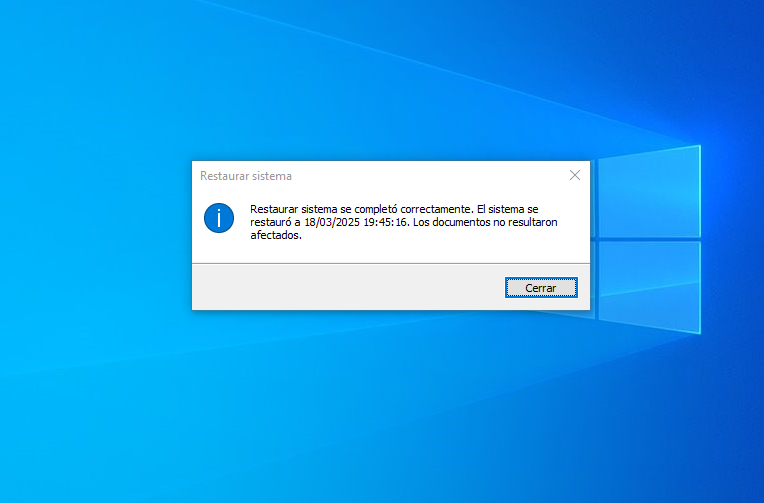 Restaurar sistema
Restaurar sistema se completó correctamente. El sistema se
restauró a 18/03/2025 19:45:16. Los documentos no resultaron
afectados.
Cerrar